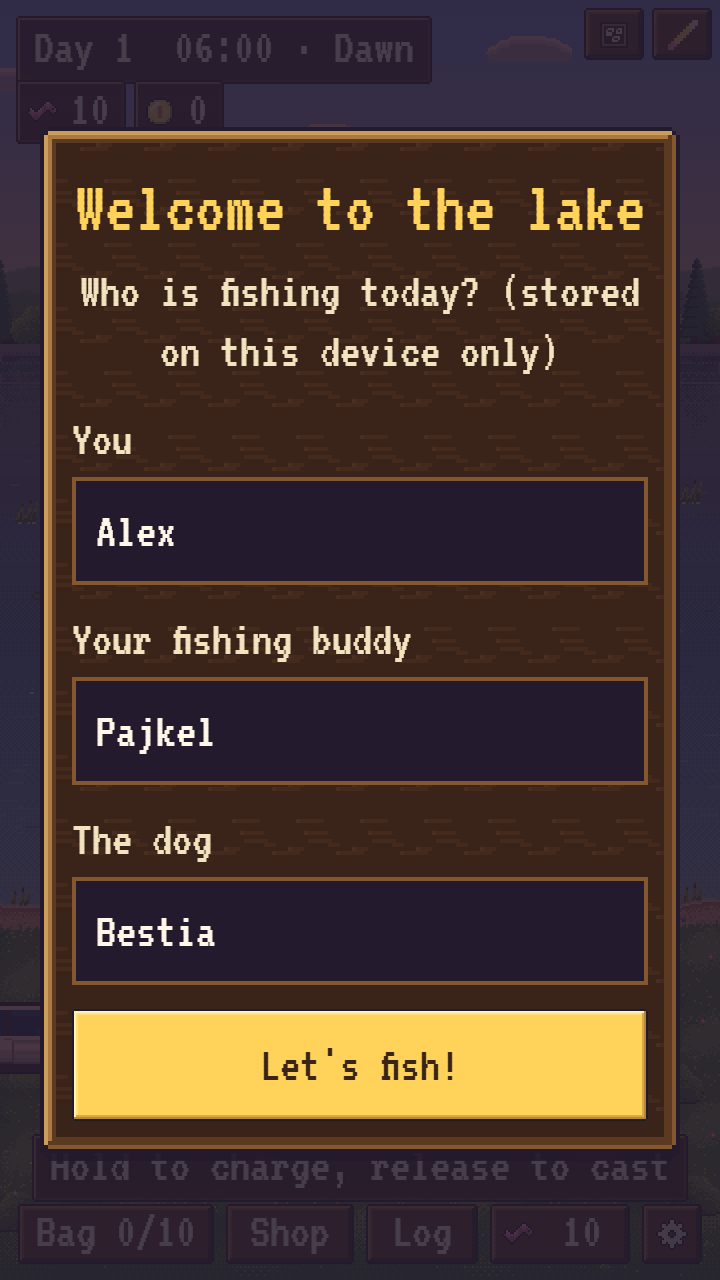 Day 1 06:00 · Dawn
10 0
Welcome to the lake
Who is fishing today? (stored
on this device only)
You
Alex
Your fishing buddy
Pajkel
The dog
Bestia
Let's fish!
Hold to charge, release to cast
Bag 0/10 Shop Log 10